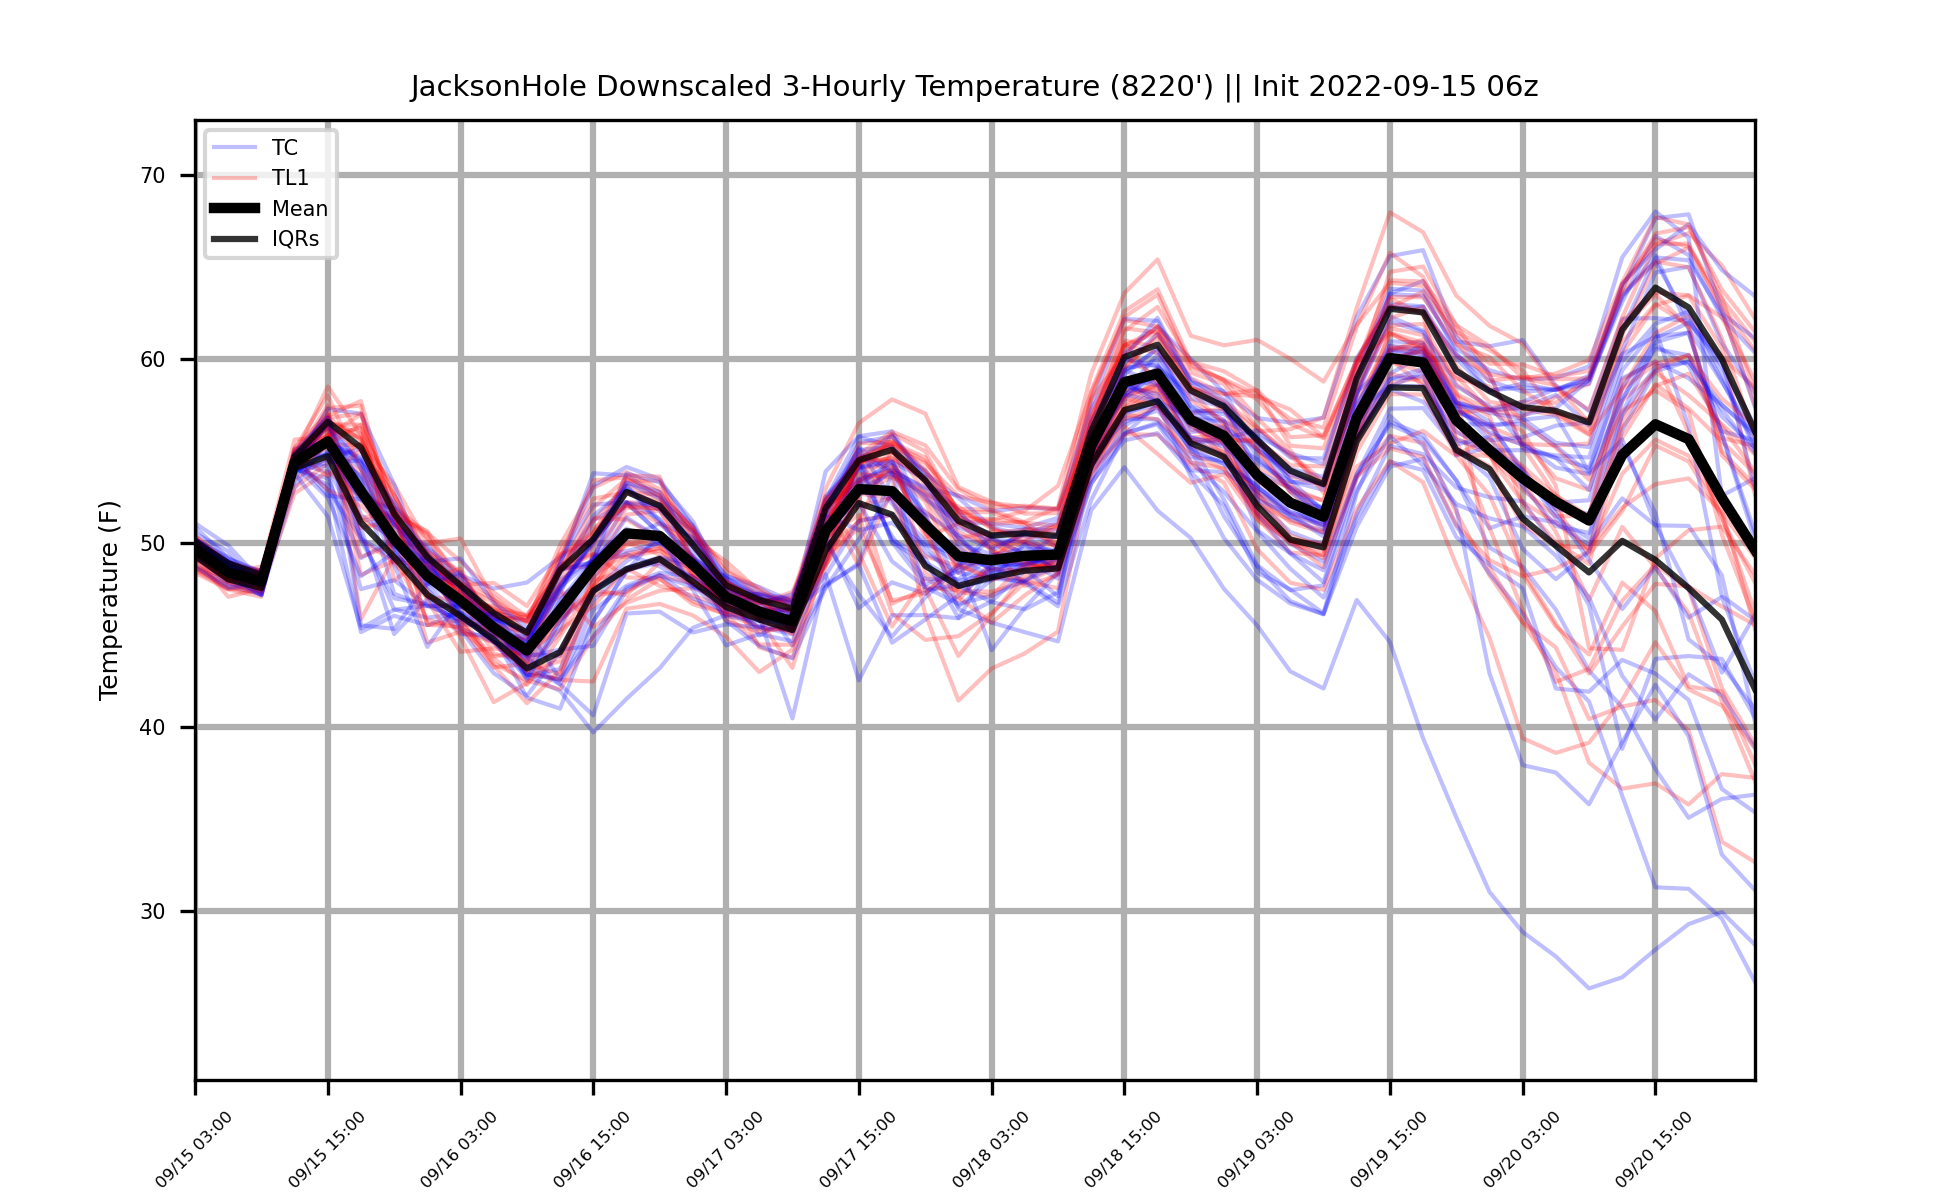 JacksonHole Downscaled 3-Hourly Temperature (8220') || Init 2022-09-15 06z
TC
TL1
Mean
IQRs
Temperature (F)
70
60
50
40
30
09/15 03:00
09/15 15:00
09/16 03:00
09/16 15:00
09/17 03:00
09/17 15:00
09/18 03:00
09/18 15:00
09/19 03:00
09/19 15:00
09/20 03:00
09/20 15:00